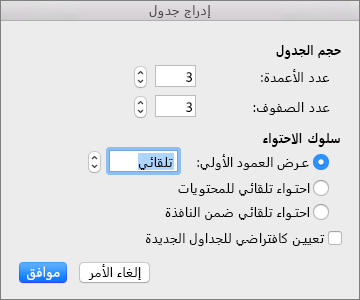 إدراج جدول
حجم الجدول
عدد الأعمدة: 3
عدد الصفوف: 3
سلوك الاحتواء
عرض العمود الأولي: تلقائي
احتواء تلقائي للمحتويات
احتواء تلقائي ضمن النافذة
تعيين كافتراضي للجداول الجديدة
إلغاء الأمر موافق